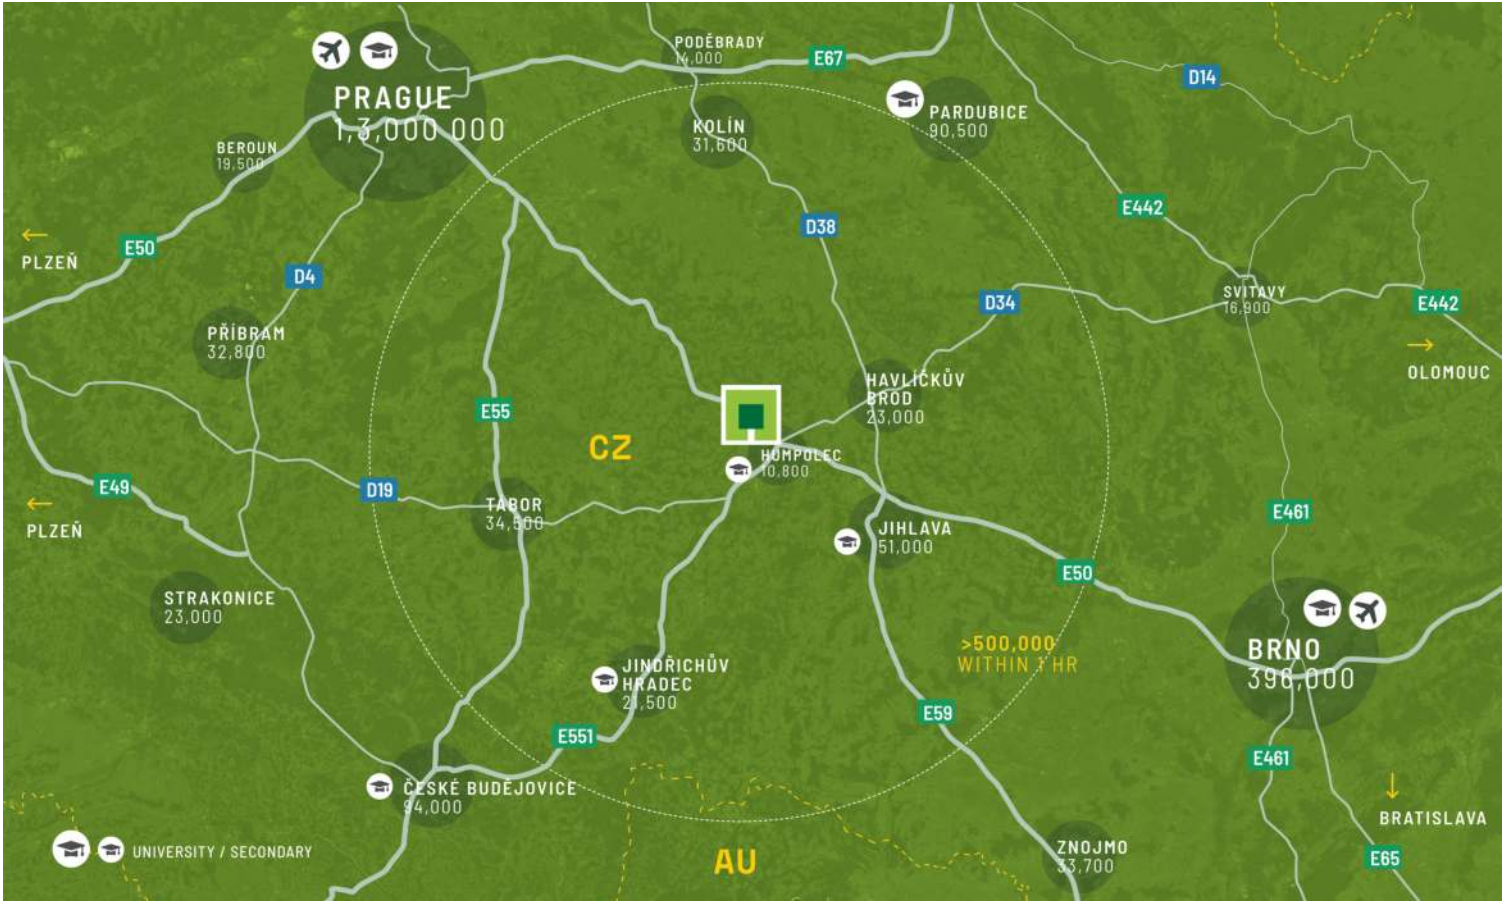 PODĚBRADY
14,000
E67
D14
PRAGUE
1,3,000 000
PARDUBICE
90,500
KOLÍN
31,600
BEROUN
19,500
E442
D38
E50
← PLZEŇ
D4
SVITAVY
16,900
D34
E442
PŘÍBRAM
32,800
→ OLOMOUC
HAVLÍČKŮV
BROD
23,000
E55
CZ
HUMPOLEC
10,800
E49
D19
← PLZEŇ
TÁBOR
34,500
E461
JIHLAVA
51,000
E50
STRAKONICE
23,000
>500,000
WITHIN 1 HR
BRNO
396,000
JINDŘICHŮV
HRADEC
21,500
E59
E551
E461
ČESKÉ BUDĚJOVICE
94,000
↓ BRATISLAVA
UNIVERSITY / SECONDARY
AU
ZNOJMO
33,700
E65